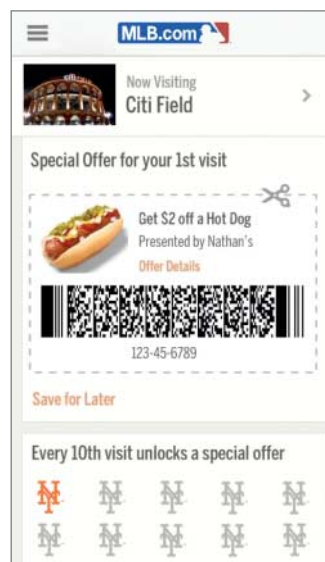 MLB.com
Now Visiting
Citi Field
Special Offer for your 1st visit
Get $2 off a Hot Dog
Presented by Nathan's
Offer Details
123-45-6789
Save for Later
Every 10th visit unlocks a special offer